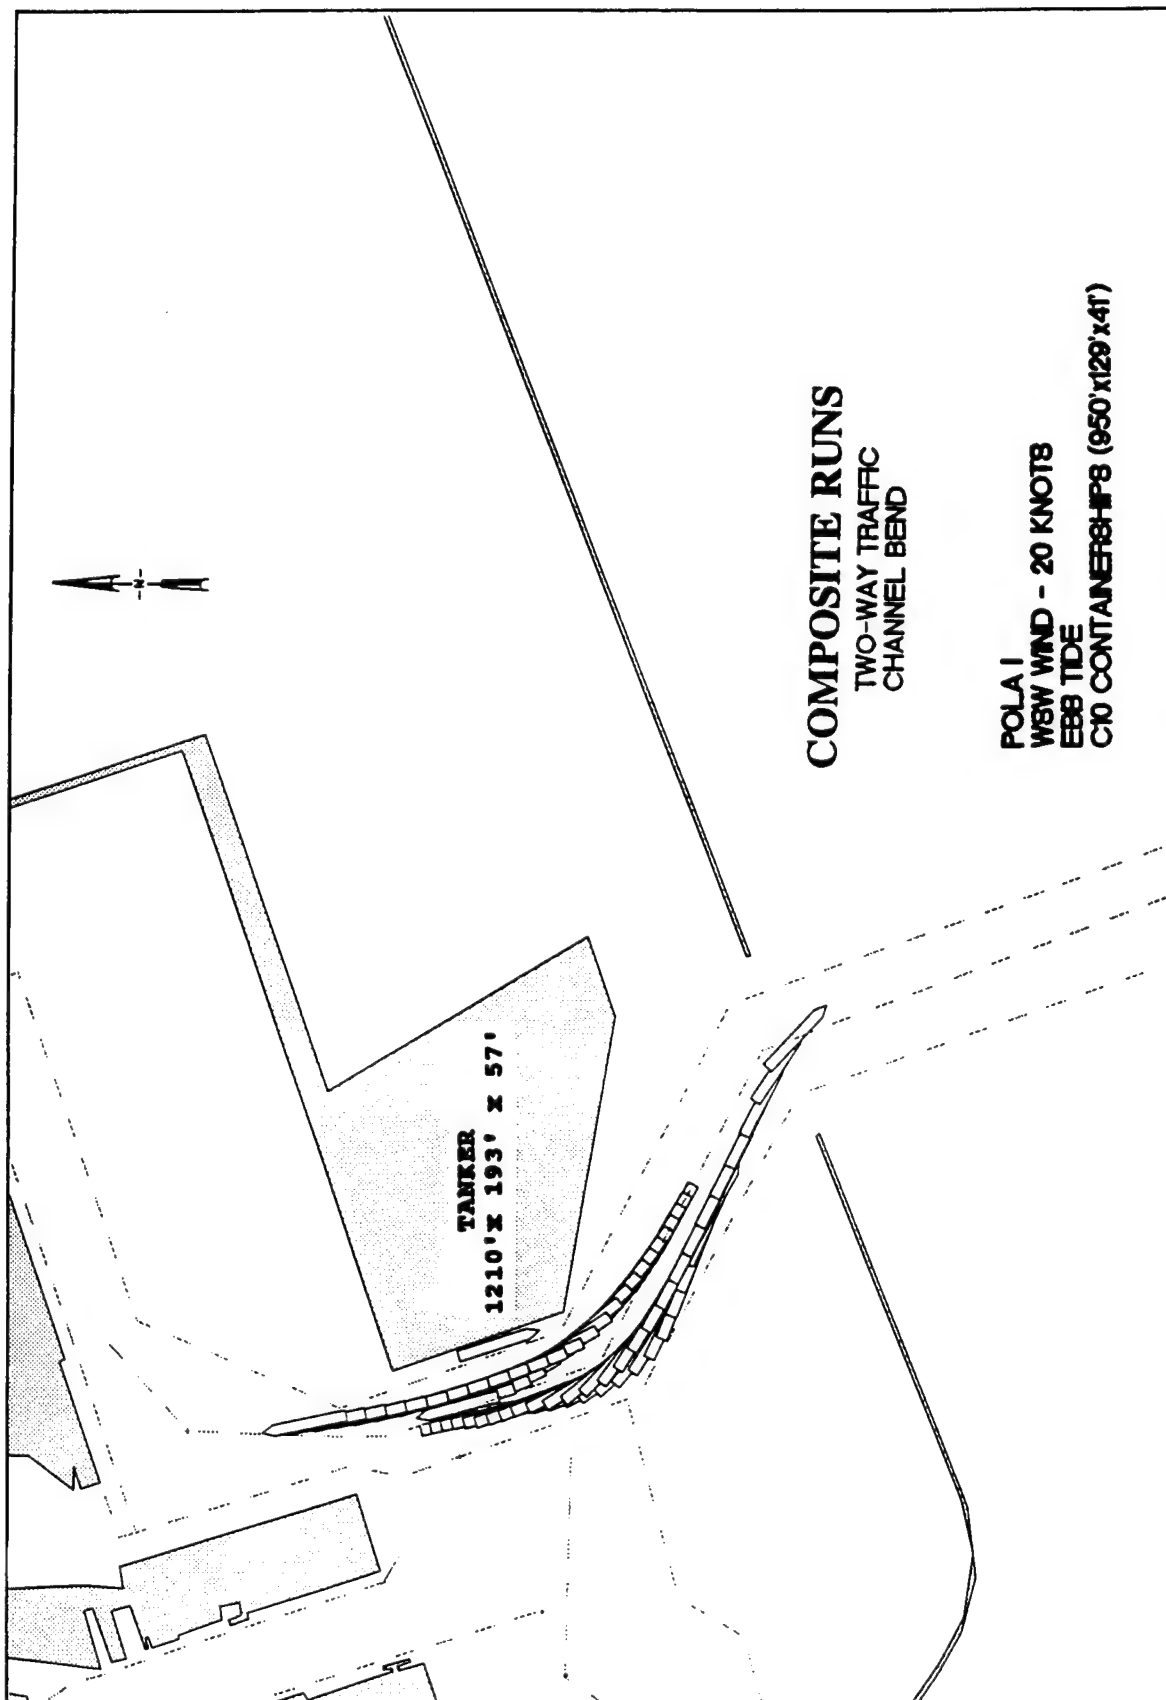 -N-
TANKER
1210'X 193' X 57'
COMPOSITE RUNS
TWO-WAY TRAFFIC
CHANNEL BEND
POLA I
WSW WIND - 20 KNOTS
EBB TIDE
C10 CONTAINERSHIPS (950'x129'x41')